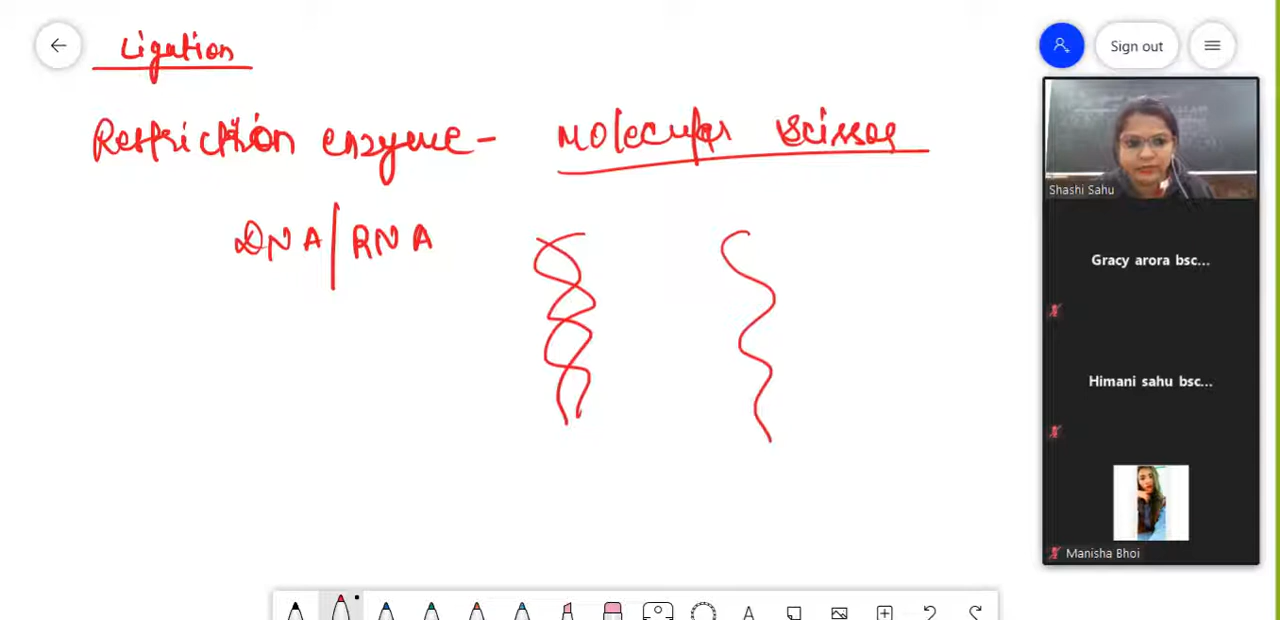 Ligation
Sign out
Restriction enzyme - Molecular scissor
Shashi Sahu
DNA/RNA
Gracy arora bsc...
Himani sahu bsc...
Manisha Bhoi
A